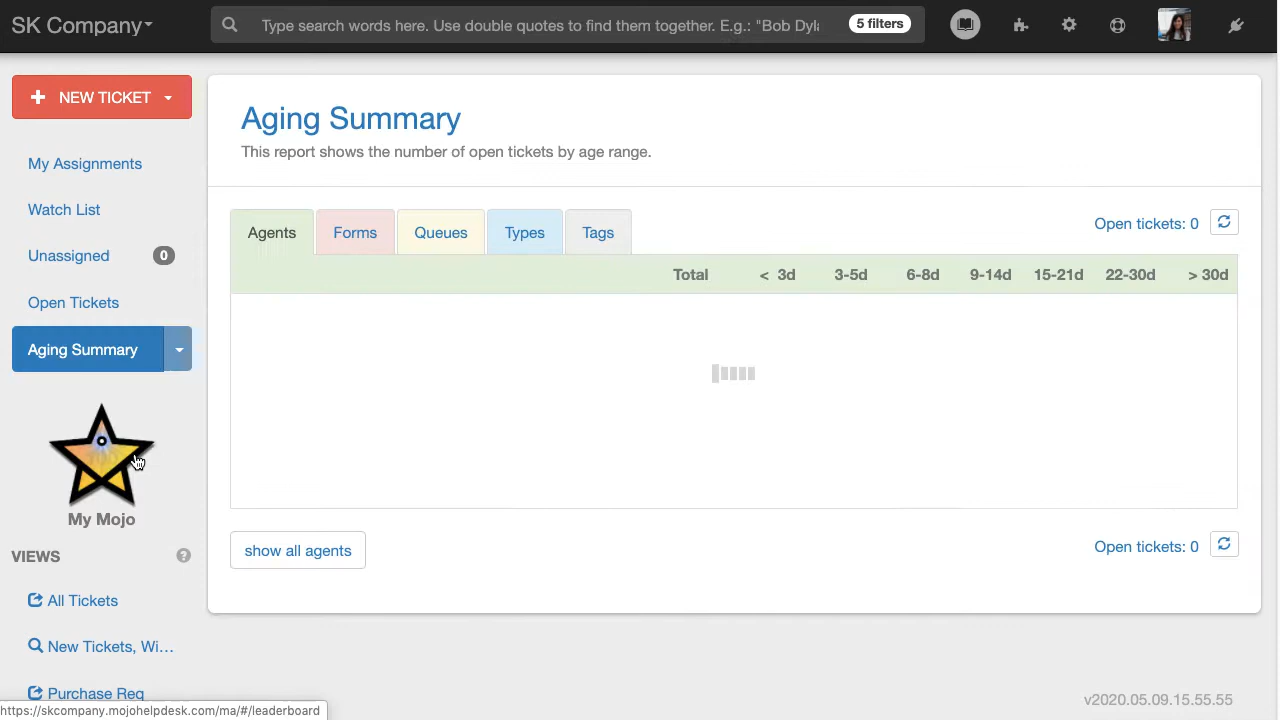 SK Company
Type search words here. Use double quotes to find them together. E.g.: "Bob Dyla
5 filters
NEW TICKET
My Assignments
Watch List
Unassigned 0
Open Tickets
Aging Summary
My Mojo
VIEWS ?
All Tickets
New Tickets, Wi...
Purchase Req
https://skcompany.mojohelpdesk.com/ma/#/leaderboard
Aging Summary
This report shows the number of open tickets by age range.
Agents Forms Queues Types Tags
Open tickets: 0
Total < 3d 3-5d 6-8d 9-14d 15-21d 22-30d > 30d
show all agents
Open tickets: 0
v2020.05.09.15.55.55